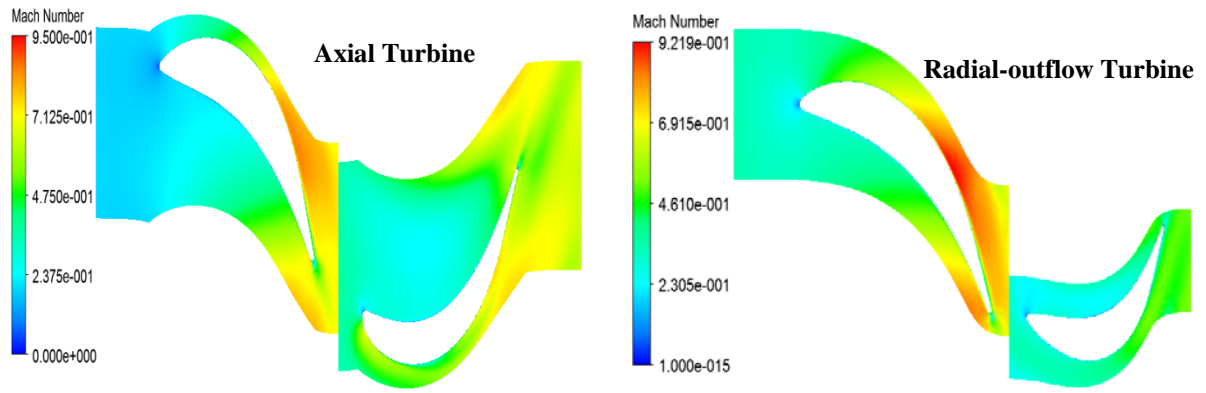 Mach Number
9.500e-001
7.125e-001
4.750e-001
2.375e-001
0.000e+000
Axial Turbine
Mach Number
9.219e-001
6.915e-001
4.610e-001
2.305e-001
1.000e-015
Radial-outflow Turbine